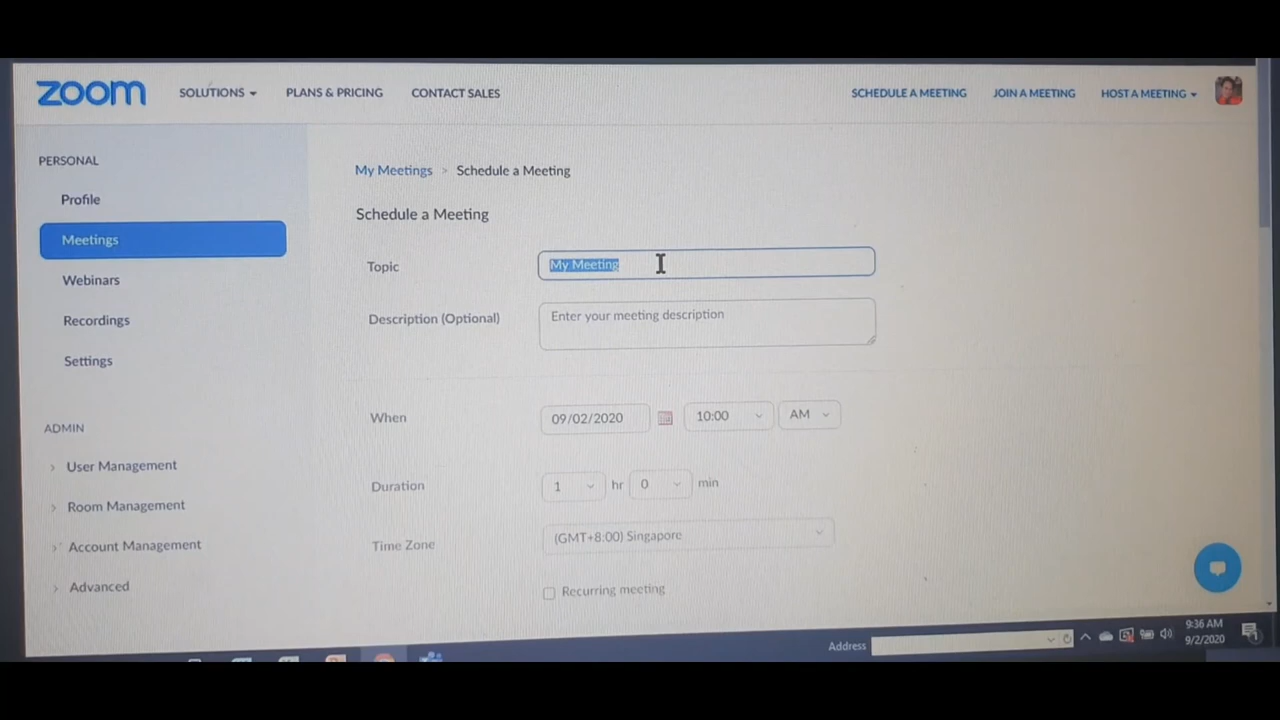 zoom SOLUTIONS PLANS & PRICING CONTACT SALES SCHEDULE A MEETING JOIN A MEETING HOST A MEETING
PERSONAL
Profile
Meetings
Webinars
Recordings
Settings
ADMIN
User Management
Room Management
Account Management
Advanced
My Meetings > Schedule a Meeting
Schedule a Meeting
Topic My Meeting
Description (Optional) Enter your meeting description
When 09/02/2020 10:00 AM
Duration 1 hr 0 min
Time Zone (GMT+8:00) Singapore
Recurring meeting
Address 9:36 AM
9/2/2020